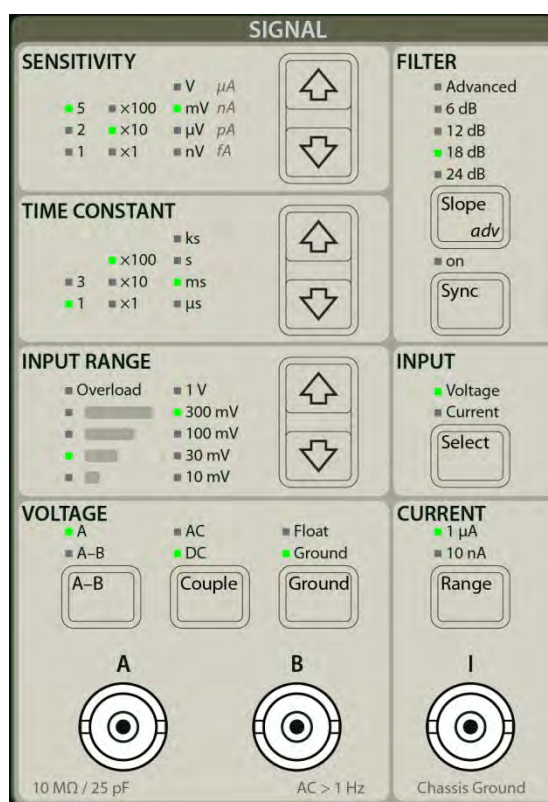 SIGNAL
SENSITIVITY
V µA
5 ×100 mV nA
2 ×10 µV pA
1 ×1 nV fA
FILTER
Advanced
6 dB
12 dB
18 dB
24 dB
Slope
adv
on
Sync
TIME CONSTANT
ks
×100 s
3 ×10 ms
1 ×1 µs
INPUT RANGE
Overload 1 V
300 mV
100 mV
30 mV
10 mV
INPUT
Voltage
Current
Select
VOLTAGE
A AC Float
A–B DC Ground
A–B Couple Ground
A B
10 MΩ / 25 pF AC > 1 Hz
CURRENT
1 µA
10 nA
Range
I
Chassis Ground